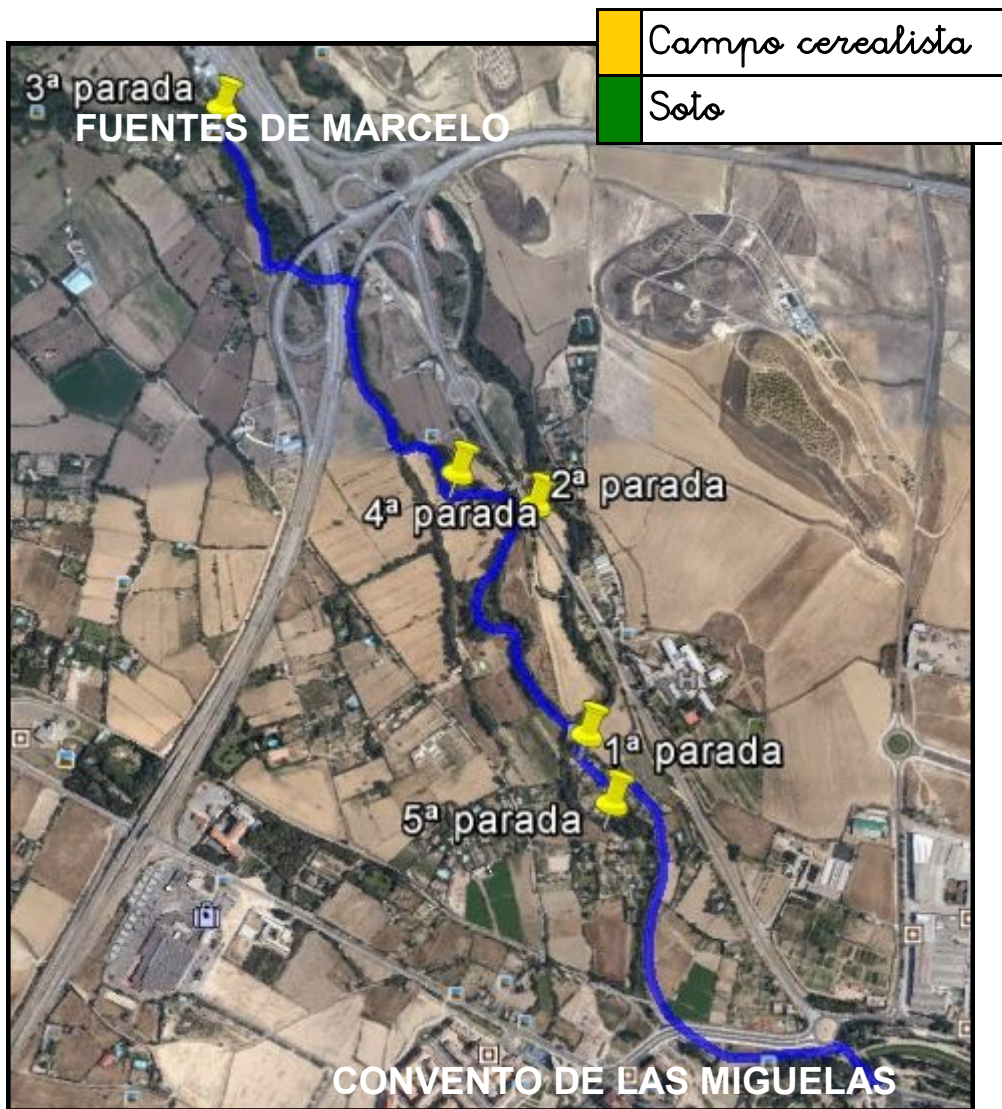 Campo cerealista
Soto
3ª parada
FUENTES DE MARCELO
2ª parada
4ª parada
1ª parada
5ª parada
H
CONVENTO DE LAS MIGUELAS